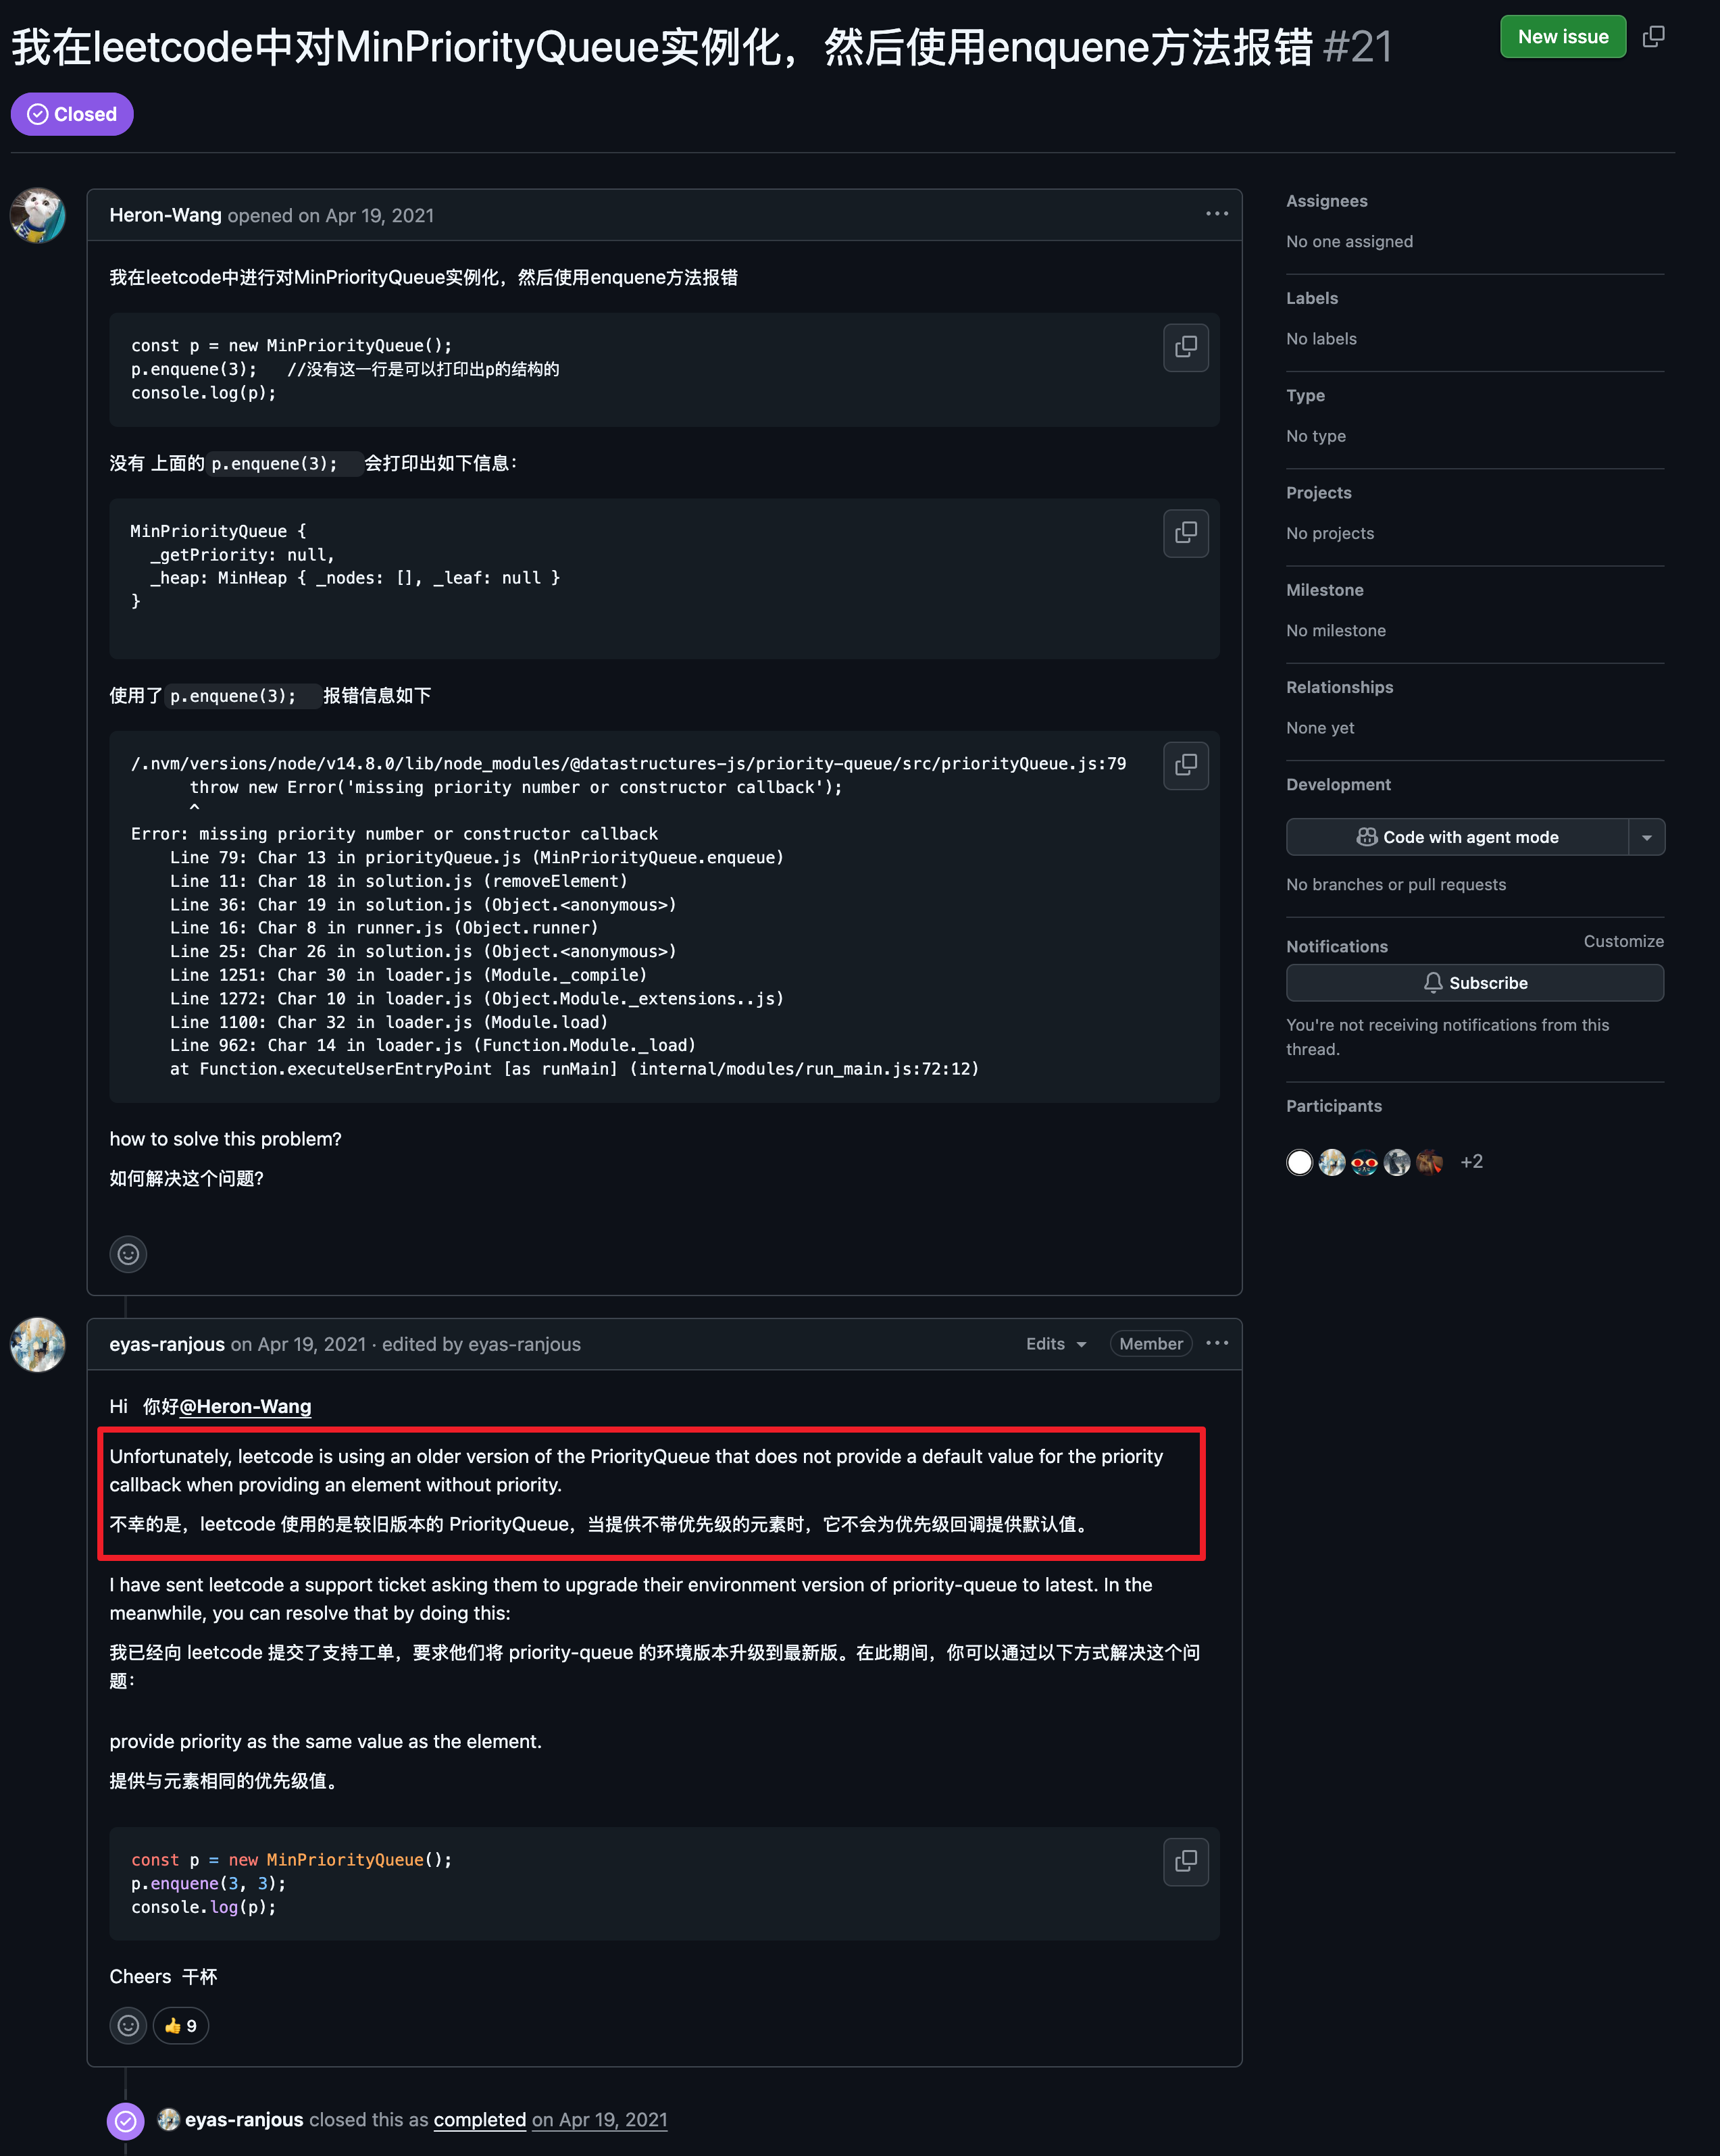 我在leetcode中对MinPriorityQueue实例化，然后使用enquene方法报错 #21
New issue
Closed
Heron-Wang opened on Apr 19, 2021
我在leetcode中进行对MinPriorityQueue实例化，然后使用enquene方法报错
const p = new MinPriorityQueue();
p.enquene(3);   //没有这一行是可以打印出p的结构的
console.log(p);
没有 上面的 p.enquene(3);   会打印出如下信息：
MinPriorityQueue {
  _getPriority: null,
  _heap: MinHeap { _nodes: [], _leaf: null }
}
使用了 p.enquene(3);   报错信息如下
/.nvm/versions/node/v14.8.0/lib/node_modules/@datastructures-js/priority-queue/src/priorityQueue.js:79
      throw new Error('missing priority number or constructor callback');
      ^
Error: missing priority number or constructor callback
    Line 79: Char 13 in priorityQueue.js (MinPriorityQueue.enqueue)
    Line 11: Char 18 in solution.js (removeElement)
    Line 36: Char 19 in solution.js (Object.<anonymous>)
    Line 16: Char 8 in runner.js (Object.runner)
    Line 25: Char 26 in solution.js (Object.<anonymous>)
    Line 1251: Char 30 in loader.js (Module._compile)
    Line 1272: Char 10 in loader.js (Object.Module._extensions..js)
    Line 1100: Char 32 in loader.js (Module.load)
    Line 962: Char 14 in loader.js (Function.Module._load)
    at Function.executeUserEntryPoint [as runMain] (internal/modules/run_main.js:72:12)
how to solve this problem?
如何解决这个问题?
eyas-ranjous on Apr 19, 2021 · edited by eyas-ranjous
Edits
Member
Hi 你好@Heron-Wang
Unfortunately, leetcode is using an older version of the PriorityQueue that does not provide a default value for the priority
callback when providing an element without priority.
不幸的是，leetcode 使用的是较旧版本的 PriorityQueue，当提供不带优先级的元素时，它不会为优先级回调提供默认值。
I have sent leetcode a support ticket asking them to upgrade their environment version of priority-queue to latest. In the
meanwhile, you can resolve that by doing this:
我已经向 leetcode 提交了支持工单，要求他们将 priority-queue 的环境版本升级到最新版。在此期间，你可以通过以下方式解决这个问
题：
provide priority as the same value as the element.
提供与元素相同的优先级值。
const p = new MinPriorityQueue();
p.enquene(3, 3);
console.log(p);
Cheers 干杯
👍 9
eyas-ranjous closed this as completed on Apr 19, 2021
Assignees
No one assigned
Labels
No labels
Type
No type
Projects
No projects
Milestone
No milestone
Relationships
None yet
Development
Code with agent mode
No branches or pull requests
Notifications
Customize
Subscribe
You're not receiving notifications from this
thread.
Participants
+2